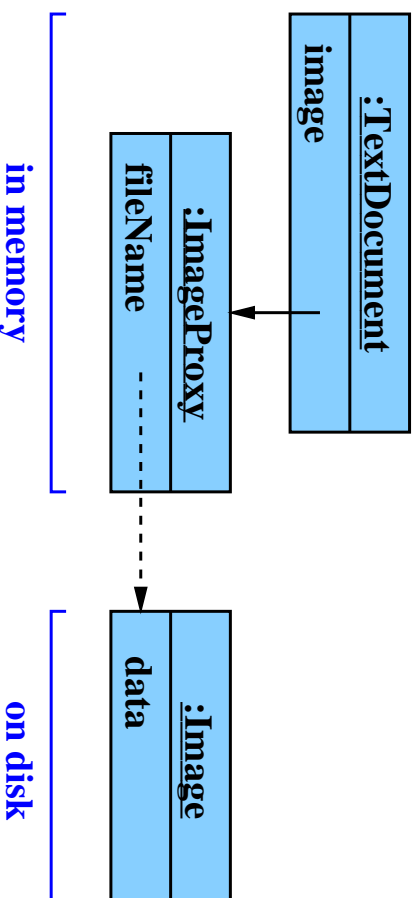 :TextDocument
image
:ImageProxy
fileName
:Image
data
in memory
on disk